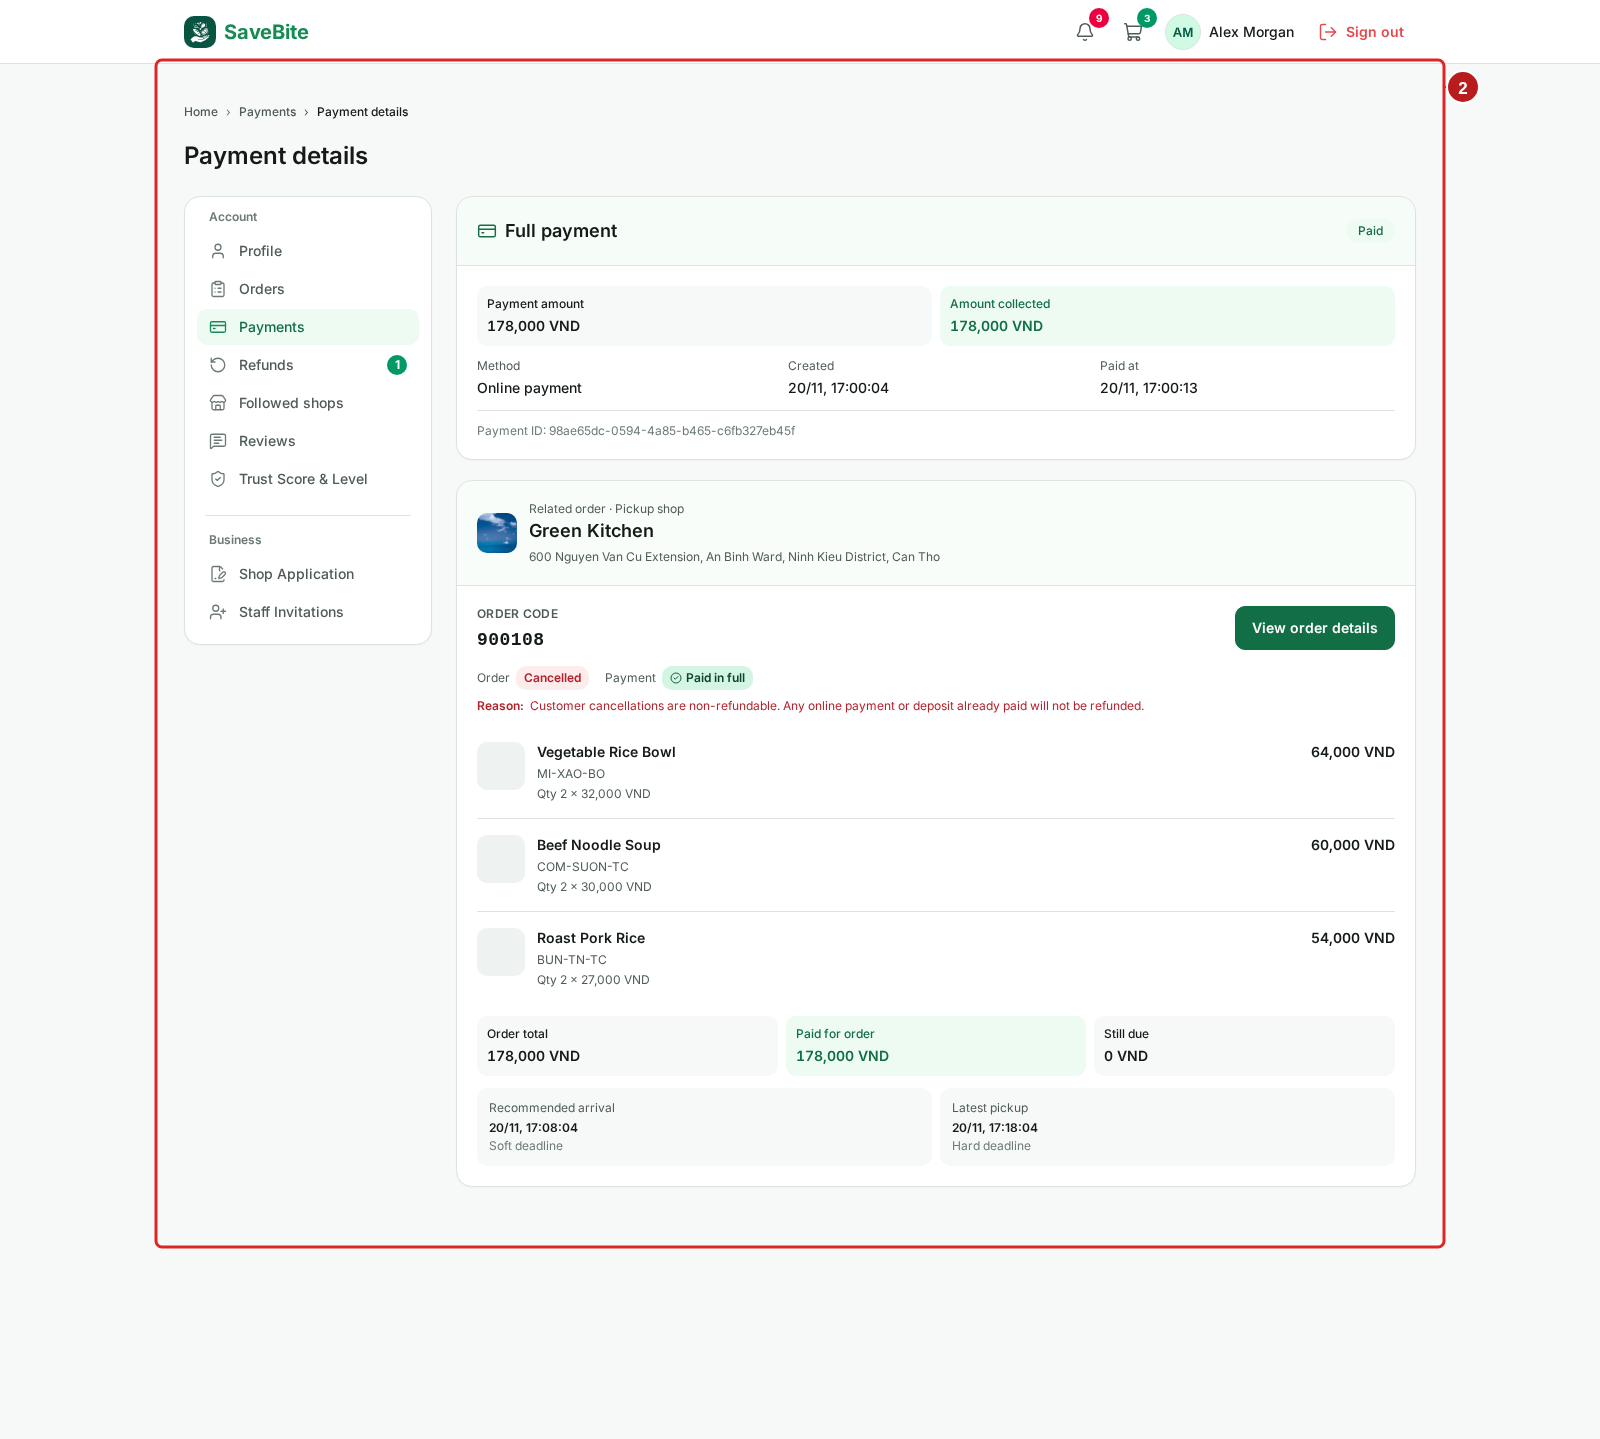 SaveBite
9
3
AM
Alex Morgan
Sign out
2
Home › Payments › Payment details
Payment details
Account
Profile
Orders
Payments
Refunds
1
Followed shops
Reviews
Trust Score & Level
Business
Shop Application
Staff Invitations
Full payment
Paid
Payment amount
178,000 VND
Amount collected
178,000 VND
Method
Online payment
Created
20/11, 17:00:04
Paid at
20/11, 17:00:13
Payment ID: 98ae65dc-0594-4a85-b465-c6fb327eb45f
Related order · Pickup shop
Green Kitchen
600 Nguyen Van Cu Extension, An Binh Ward, Ninh Kieu District, Can Tho
ORDER CODE
900108
View order details
Order Cancelled Payment Paid in full
Reason: Customer cancellations are non-refundable. Any online payment or deposit already paid will not be refunded.
Vegetable Rice Bowl
64,000 VND
MI-XAO-BO
Qty 2 × 32,000 VND
Beef Noodle Soup
60,000 VND
COM-SUON-TC
Qty 2 × 30,000 VND
Roast Pork Rice
54,000 VND
BUN-TN-TC
Qty 2 × 27,000 VND
Order total
178,000 VND
Paid for order
178,000 VND
Still due
0 VND
Recommended arrival
20/11, 17:08:04
Soft deadline
Latest pickup
20/11, 17:18:04
Hard deadline